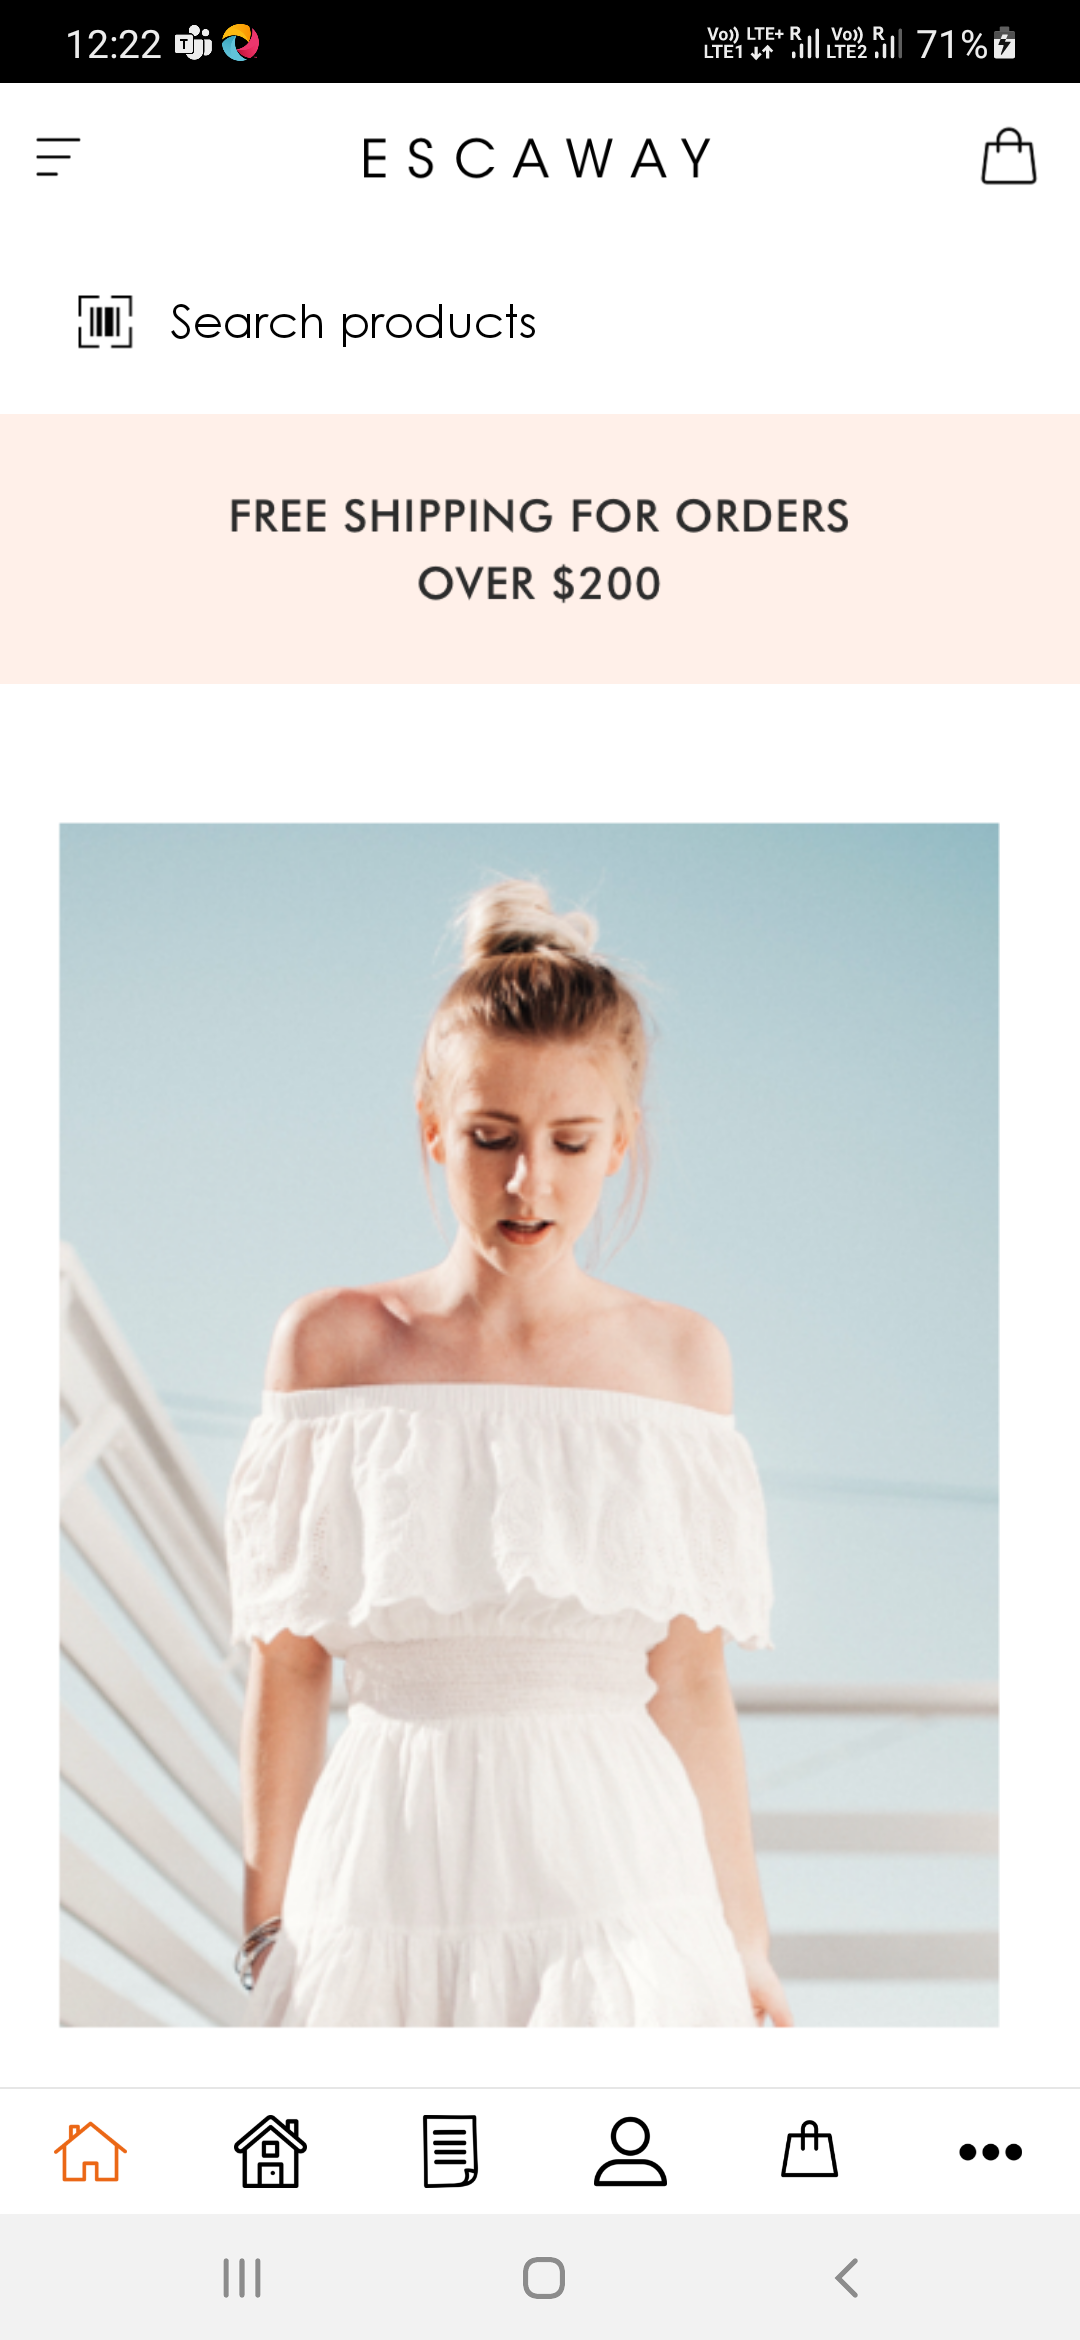 12:22
Vo)) LTE+ R Vo)) R 71%
LTE1 LTE2
ESCAWAY
Search products
FREE SHIPPING FOR ORDERS
OVER $200